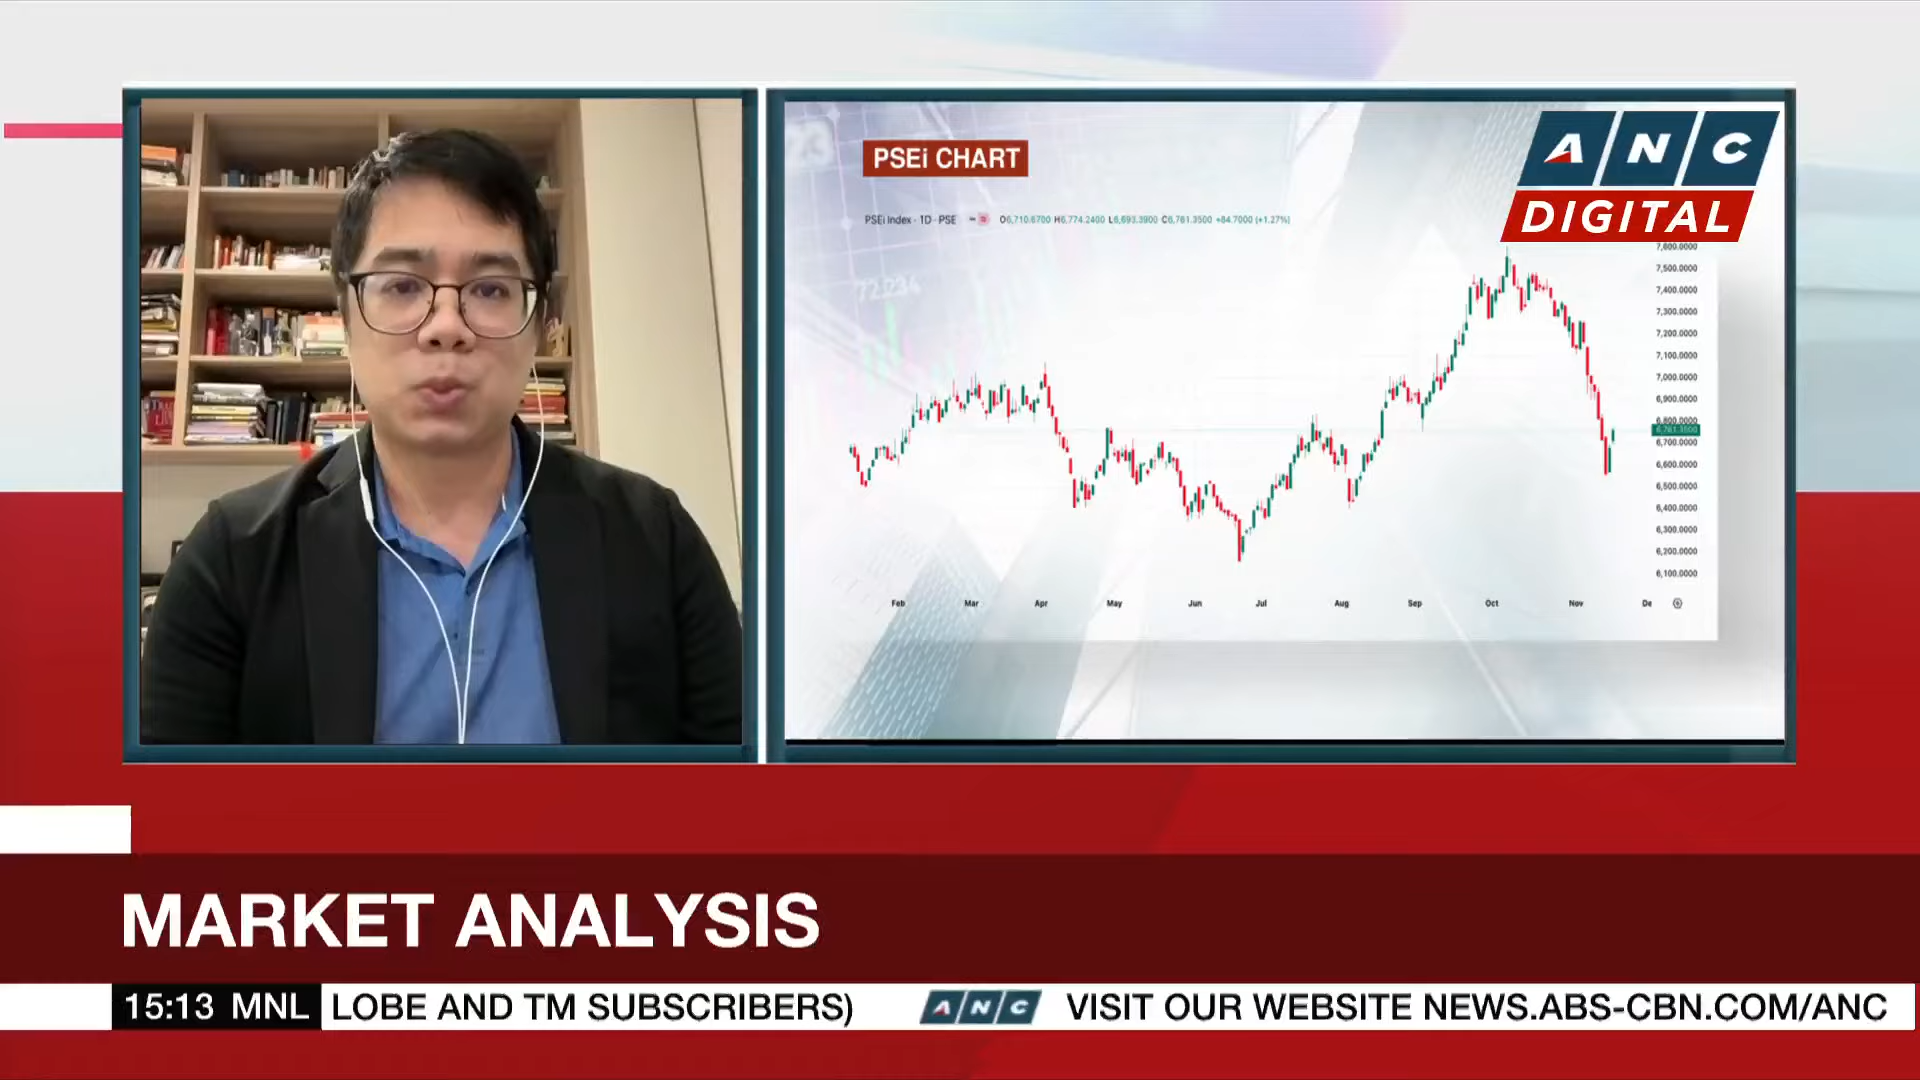 PSEi CHART
ANC
DIGITAL
PSEi Index · 1D · PSE
O6,710.6700 H6,774.2400 L6,693.3900 C6,761.3500 +84.7000 (+1.27%)
72.234
7,600.0000
7,500.0000
7,400.0000
7,300.0000
7,200.0000
7,100.0000
7,000.0000
6,900.0000
6,800.0000
6,761.3500
6,700.0000
6,600.0000
6,500.0000
6,400.0000
6,300.0000
6,200.0000
6,100.0000
Feb Mar Apr May Jun Jul Aug Sep Oct Nov De
MARKET ANALYSIS
15:13 MNL LOBE AND TM SUBSCRIBERS) ANC VISIT OUR WEBSITE NEWS.ABS-CBN.COM/ANC